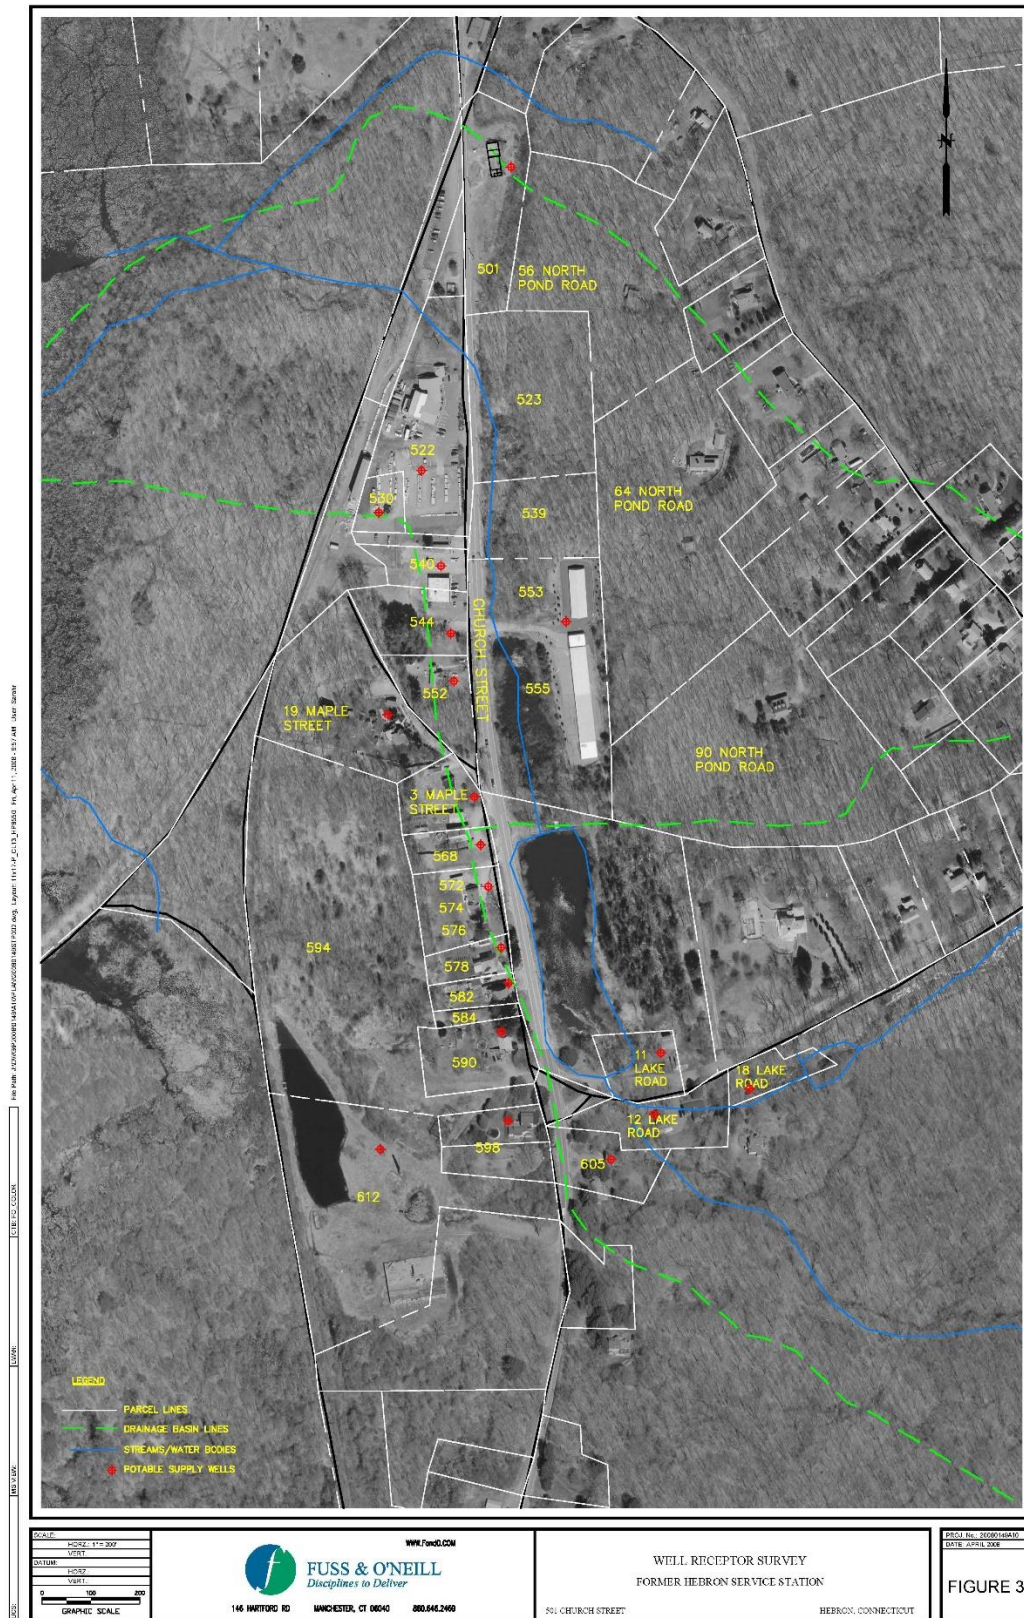 501
56 NORTH
POND ROAD
523
522
530
64 NORTH
POND ROAD
539
540
553
CHURCH STREET
544
552
555
19 MAPLE
STREET
90 NORTH
POND ROAD
3 MAPLE
STREET
568
572
574
576
594
578
582
584
590
11
LAKE
ROAD
18 LAKE
ROAD
12 LAKE
ROAD
598
605
612
N
LEGEND
PARCEL LINES
DRAINAGE BASIN LINES
STREAMS/WATER BODIES
POTABLE SUPPLY WELLS
SCALE:
HORZ.: 1" = 200'
VERT.:
DATUM:
HORZ.:
VERT.:
0 100 200
GRAPHIC SCALE
WWW.FandO.COM
FUSS & O'NEILL
Disciplines to Deliver
146 HARTFORD RD MANCHESTER, CT 06040 860.646.2469
WELL RECEPTOR SURVEY
FORMER HEBRON SERVICE STATION
501 CHURCH STREET HEBRON, CONNECTICUT
DATE: APRIL 2008
FIGURE 3